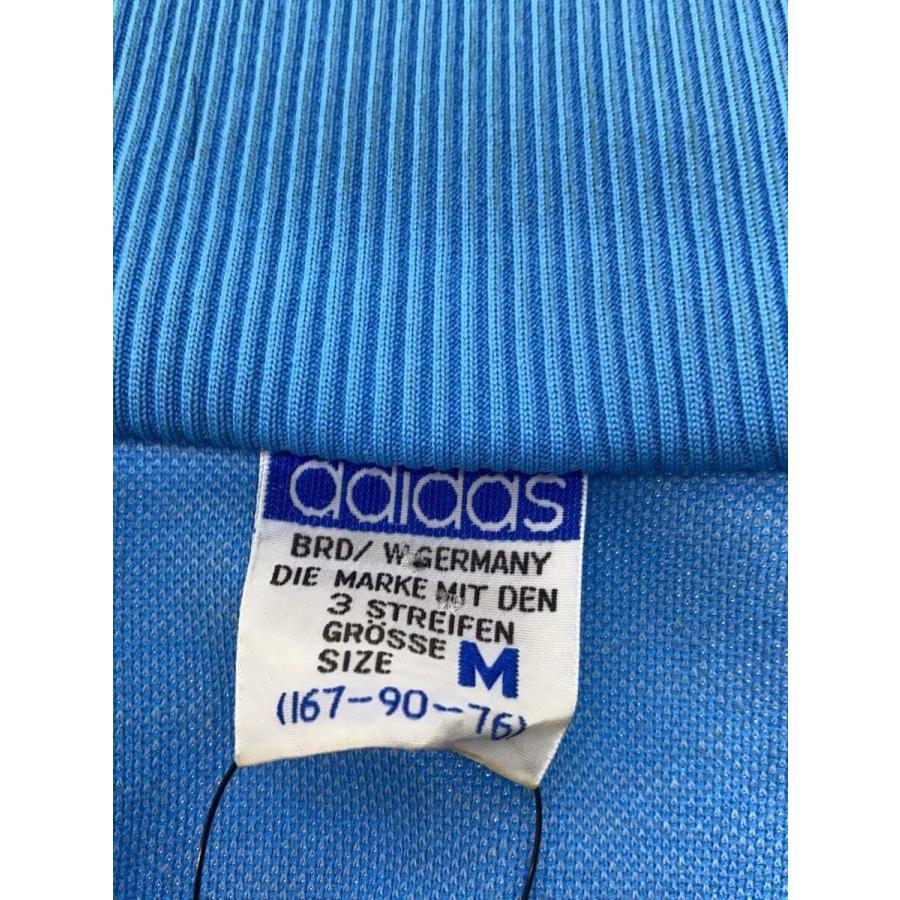 adidas
BRD/ W.GERMANY
DIE MARKE MIT DEN
3 STREIFEN
GRÖSSE M
SIZE
(167-90-76)